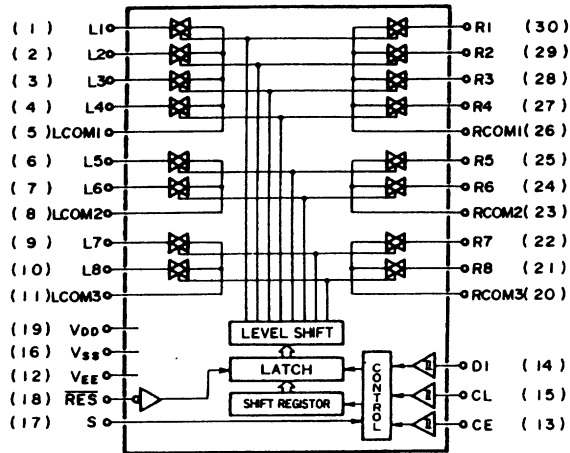 (1) L1 R1 (30)
(2) L2 R2 (29)
(3) L3 R3 (28)
(4) L4 R4 (27)
(5) LCOM1 RCOM1 (26)
(6) L5 R5 (25)
(7) L6 R6 (24)
(8) LCOM2 RCOM2 (23)
(9) L7 R7 (22)
(10) L8 R8 (21)
(11) LCOM3 RCOM3 (20)
(19) VDD LEVEL SHIFT
(16) VSS
(12) VEE LATCH DI (14)
(18) RES CONTROL CL (15)
SHIFT REGISTOR
(17) S CE (13)